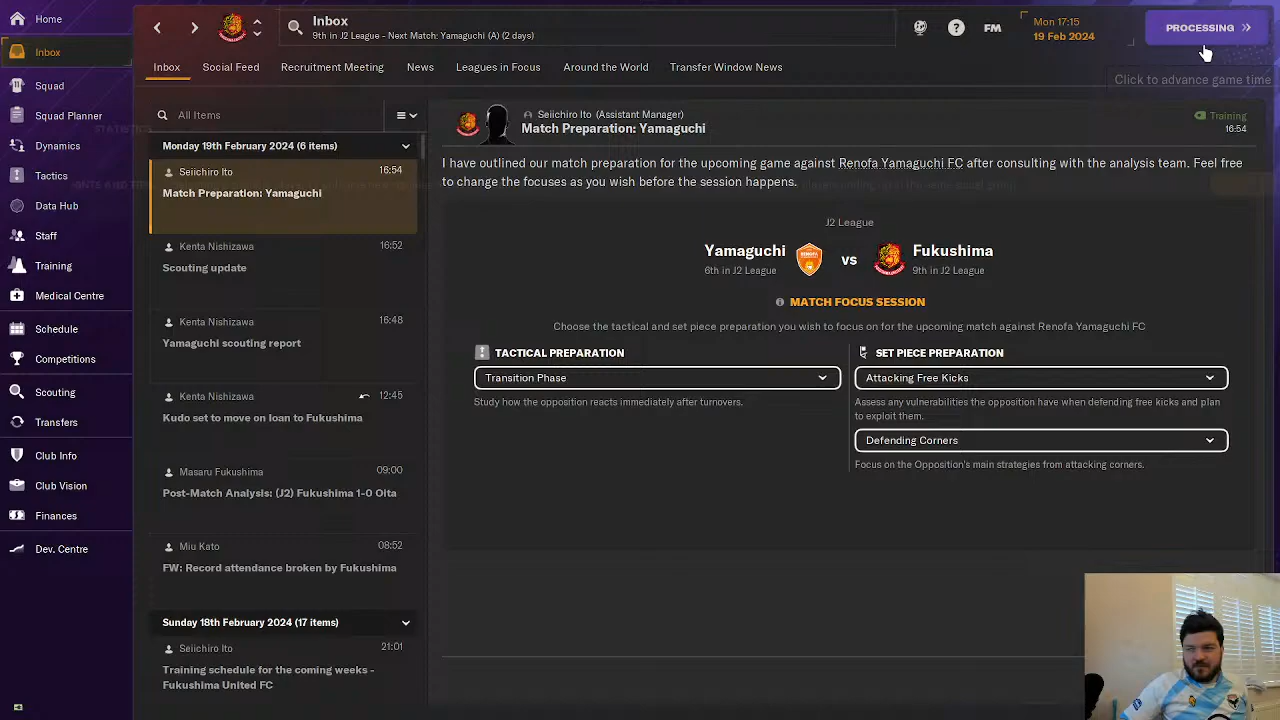 Home
Inbox
Squad
Squad Planner
Dynamics
Tactics
Data Hub
Staff
Training
Medical Centre
Schedule
Competitions
Scouting
Transfers
Club Info
Club Vision
Finances
Dev. Centre
Inbox
9th in J2 League - Next Match: Yamaguchi (A) (2 days)
FM
Mon 17:15
19 Feb 2024
PROCESSING
Click to advance game time
Inbox
Social Feed
Recruitment Meeting
News
Leagues in Focus
Around the World
Transfer Window News
All Items
Monday 19th February 2024 (6 items)
Seiichiro Ito
16:54
Match Preparation: Yamaguchi
Kenta Nishizawa
16:52
Scouting update
Kenta Nishizawa
16:48
Yamaguchi scouting report
Kenta Nishizawa
12:45
Kudo set to move on loan to Fukushima
Masaru Fukushima
09:00
Post-Match Analysis: (J2) Fukushima 1-0 Oita
Miu Kato
08:52
FW: Record attendance broken by Fukushima
Sunday 18th February 2024 (17 items)
Seiichiro Ito
21:01
Training schedule for the coming weeks -
Fukushima United FC
Seiichiro Ito (Assistant Manager)
Match Preparation: Yamaguchi
Training
16:54
I have outlined our match preparation for the upcoming game against Renofa Yamaguchi FC after consulting with the analysis team. Feel free
to change the focuses as you wish before the session happens.
J2 League
Yamaguchi
6th in J2 League
vs
Fukushima
9th in J2 League
MATCH FOCUS SESSION
Choose the tactical and set piece preparation you wish to focus on for the upcoming match against Renofa Yamaguchi FC
TACTICAL PREPARATION
Transition Phase
Study how the opposition reacts immediately after turnovers.
SET PIECE PREPARATION
Attacking Free Kicks
Assess any vulnerabilities the opposition have when defending free kicks and plan
to exploit them.
Defending Corners
Focus on the Opposition's main strategies from attacking corners.